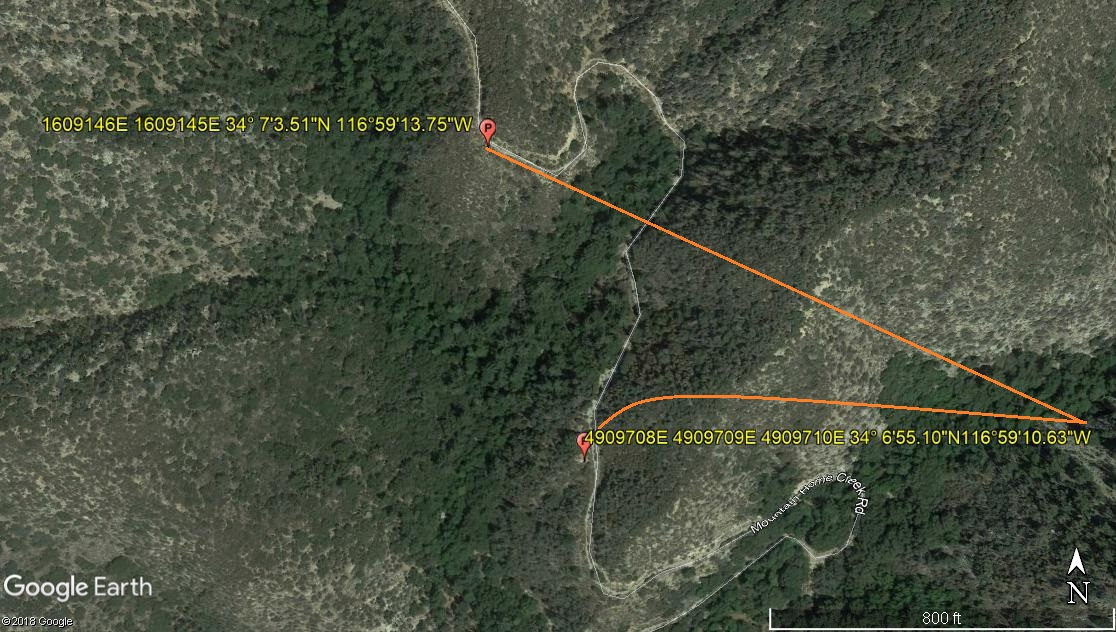 1609146E 1609145E 34° 7'3.51"N 116°59'13.75"W
P
4909708E 4909709E 4909710E 34° 6'55.10"N116°59'10.63"W
Mountain Home Creek Rd
Google Earth
N
800 ft
©2018 Google